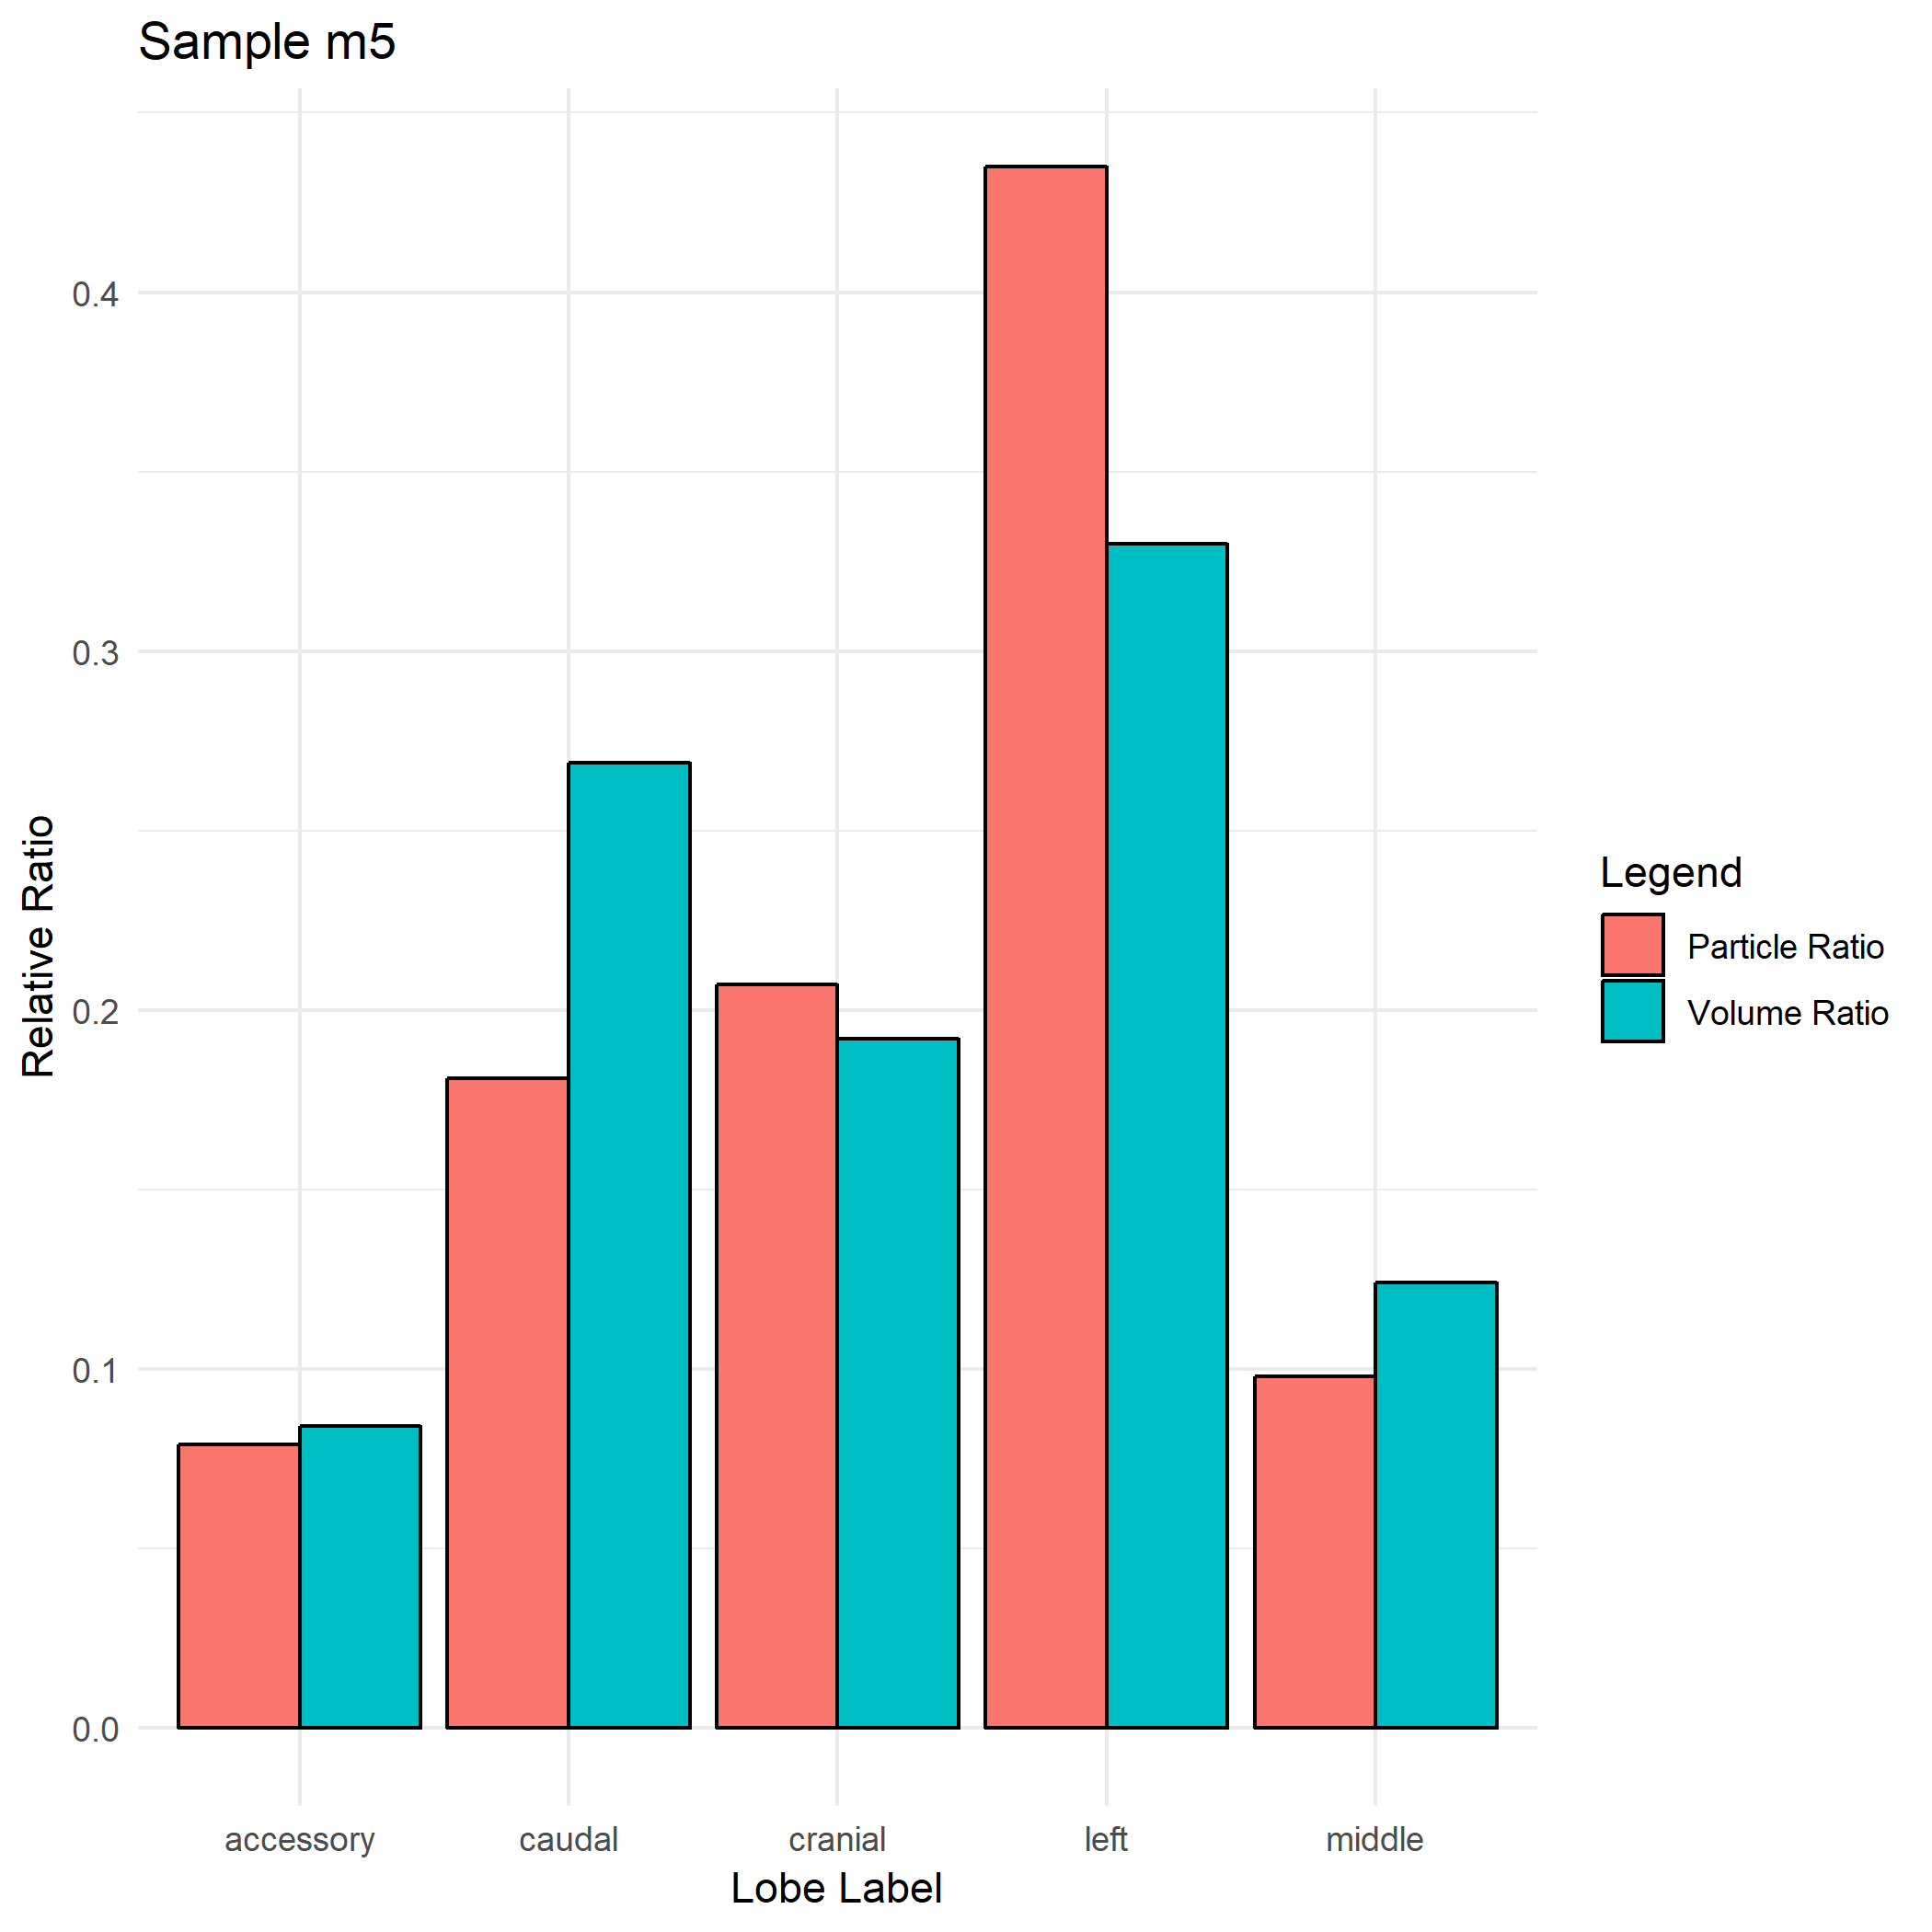 Sample m5
Relative Ratio
0.4
0.3
0.2
0.1
0.0
accessory caudal cranial left middle
Lobe Label
Legend
Particle Ratio
Volume Ratio